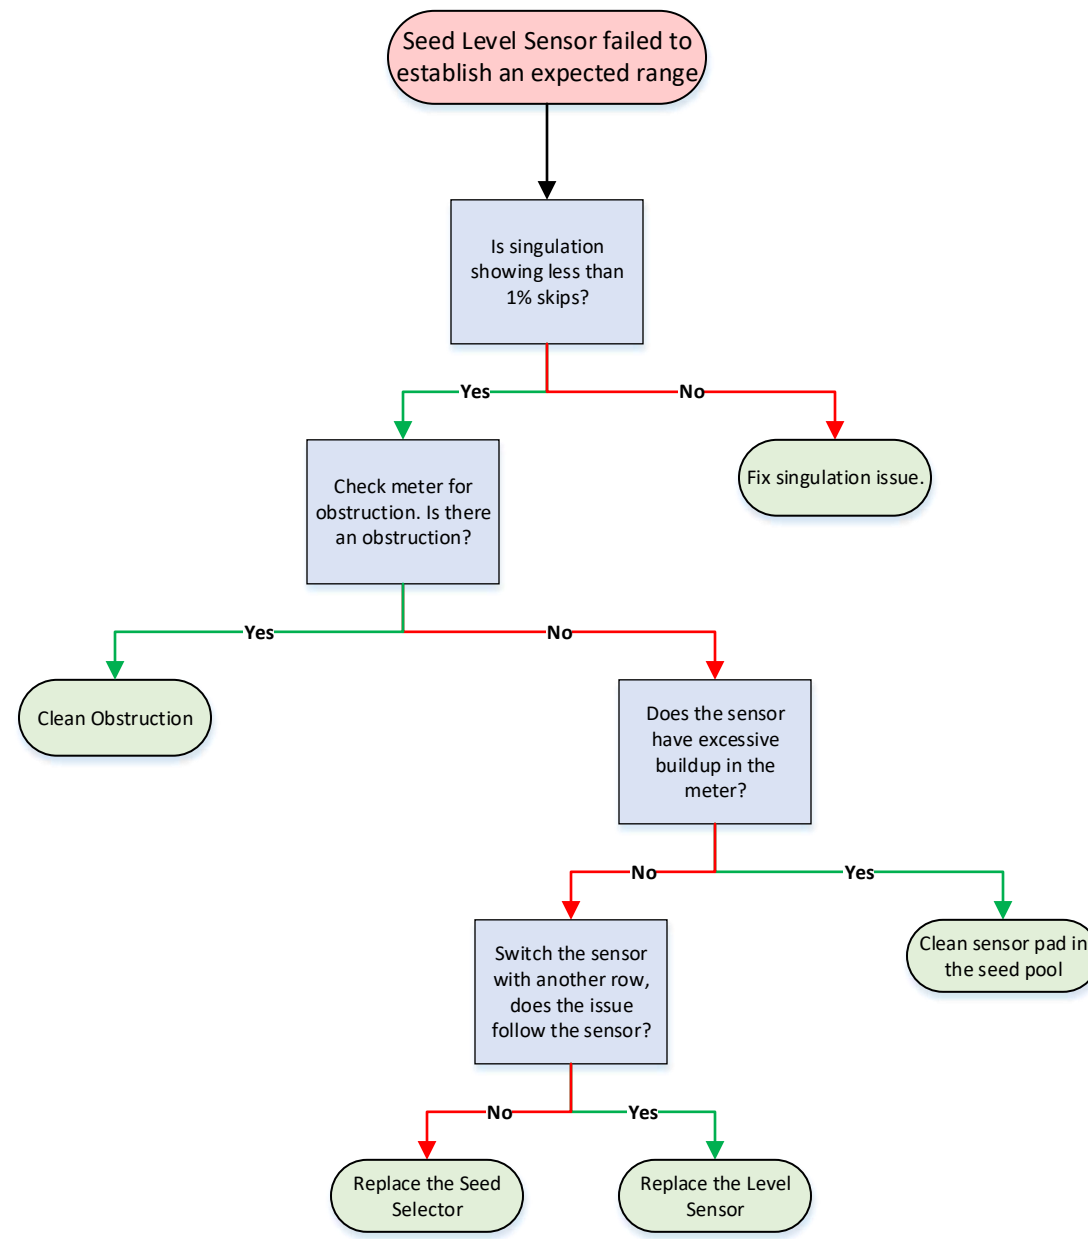 Seed Level Sensor failed to
establish an expected range
Is singulation
showing less than
1% skips?
Yes
No
Check meter for
obstruction. Is there
an obstruction?
Fix singulation issue.
Yes
No
Clean Obstruction
Does the sensor
have excessive
buildup in the
meter?
No
Yes
Switch the sensor
with another row,
does the issue
follow the sensor?
Clean sensor pad in
the seed pool
No
Yes
Replace the Seed
Selector
Replace the Level
Sensor